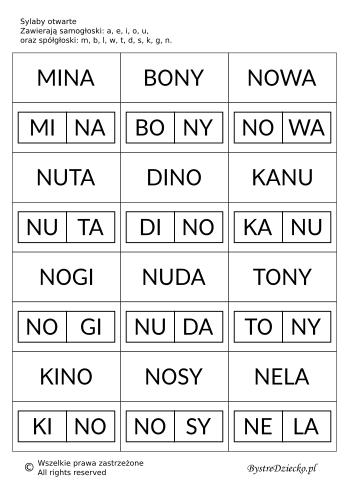 Sylaby otwarte
Zawierają samogłoski: a, e, i, o, u,
oraz spółgłoski: m, b, l, w, t, d, s, k, g, n.
MINA BONY NOWA
MI NA BO NY NO WA
NUTA DINO KANU
NU TA DI NO KA NU
NOGI NUDA TONY
NO GI NU DA TO NY
KINO NOSY NELA
KI NO NO SY NE LA
© Wszelkie prawa zastrzeżone
All rights reserved
BystreDziecko.pl